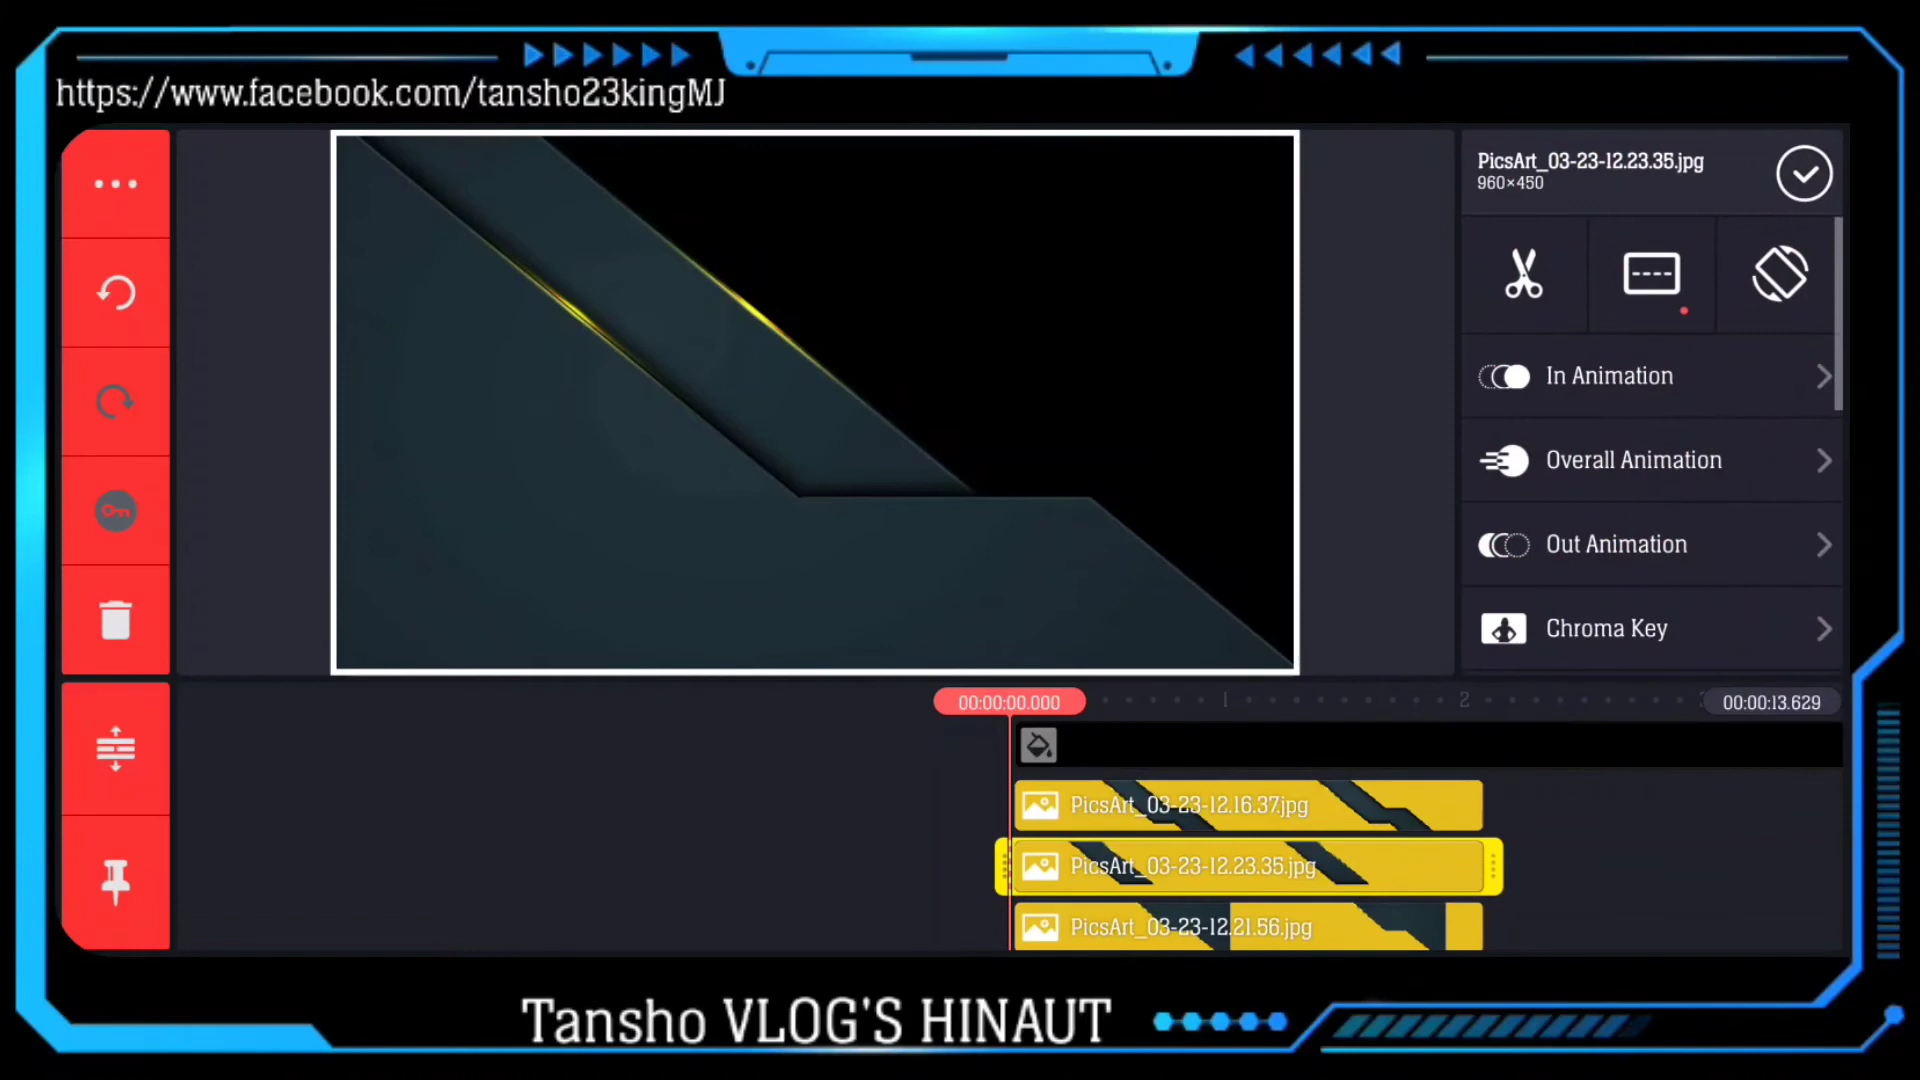 https://www.facebook.com/tansho23kingMJ
PicsArt_03-23-12.23.35.jpg
960×450
In Animation
Overall Animation
Out Animation
Chroma Key
00:00:00.000
1
2
00:00:13.629
PicsArt_03-23-12.16.37.jpg
PicsArt_03-23-12.23.35.jpg
PicsArt_03-23-12.21.56.jpg
Tansho VLOG'S HINAUT